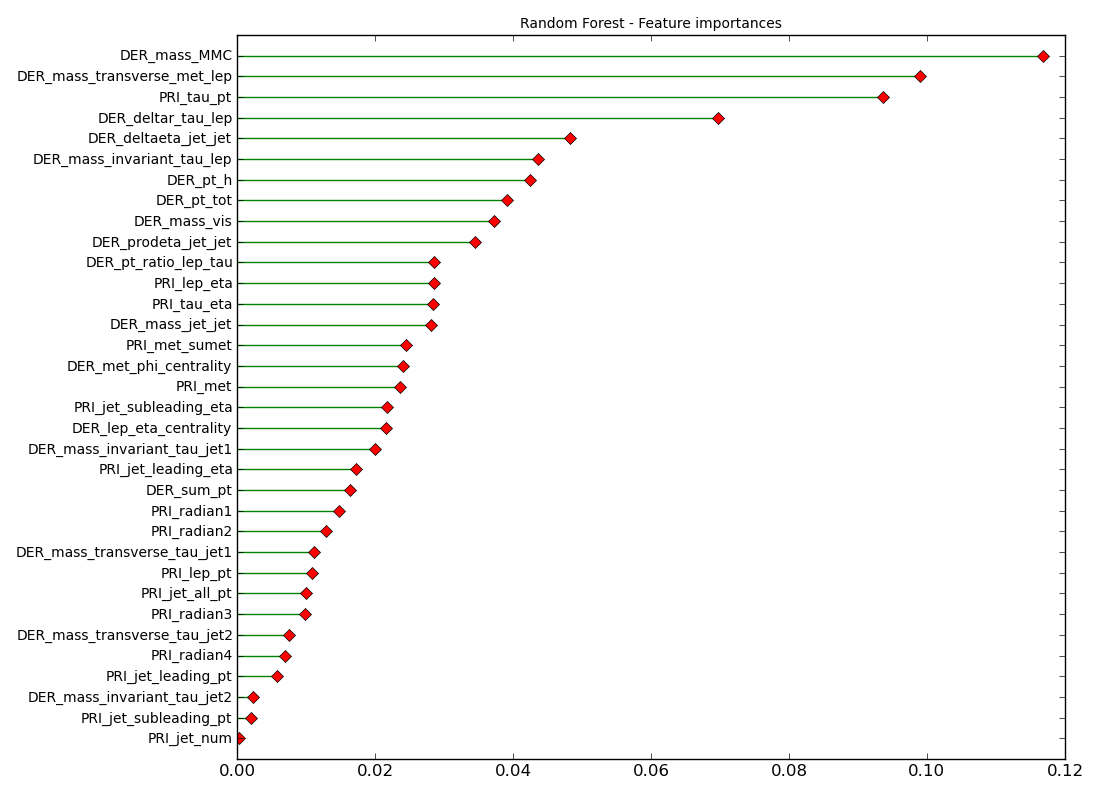 Random Forest - Feature importances
DER_mass_MMC
DER_mass_transverse_met_lep
PRI_tau_pt
DER_deltar_tau_lep
DER_deltaeta_jet_jet
DER_mass_invariant_tau_lep
DER_pt_h
DER_pt_tot
DER_mass_vis
DER_prodeta_jet_jet
DER_pt_ratio_lep_tau
PRI_lep_eta
PRI_tau_eta
DER_mass_jet_jet
PRI_met_sumet
DER_met_phi_centrality
PRI_met
PRI_jet_subleading_eta
DER_lep_eta_centrality
DER_mass_invariant_tau_jet1
PRI_jet_leading_eta
DER_sum_pt
PRI_radian1
PRI_radian2
DER_mass_transverse_tau_jet1
PRI_lep_pt
PRI_jet_all_pt
PRI_radian3
DER_mass_transverse_tau_jet2
PRI_radian4
PRI_jet_leading_pt
DER_mass_invariant_tau_jet2
PRI_jet_subleading_pt
PRI_jet_num
0.00 0.02 0.04 0.06 0.08 0.10 0.12